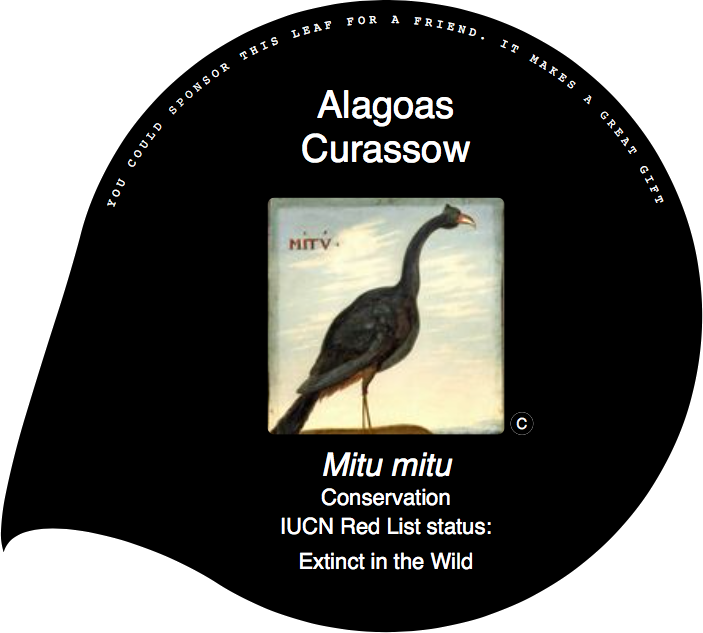 YOU COULD SPONSOR THIS LEAF FOR A FRIEND. IT MAKES A GREAT GIFT
Alagoas
Curassow
MITV.
C
Mitu mitu
Conservation
IUCN Red List status:
Extinct in the Wild